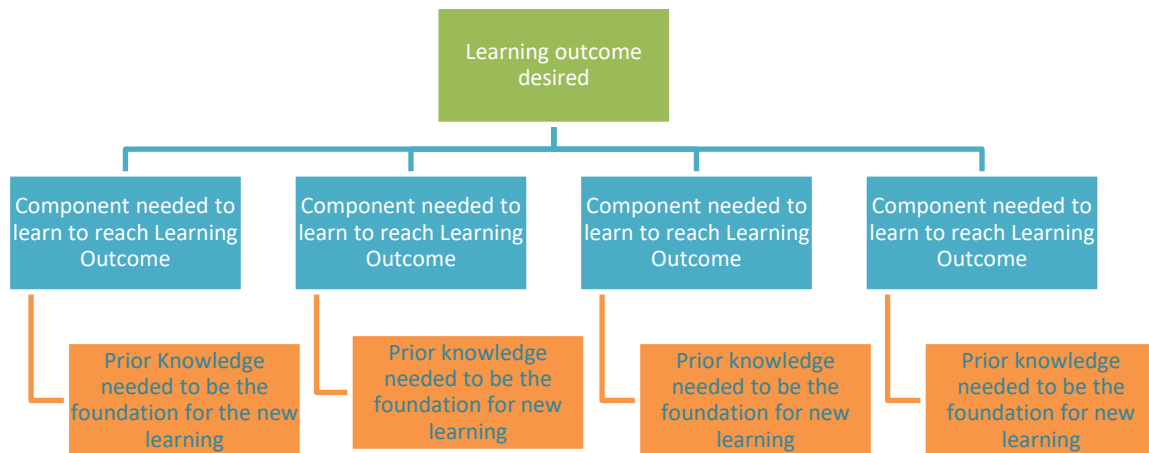 Learning outcome
desired
Component needed to
learn to reach Learning
Outcome
Component needed to
learn to reach Learning
Outcome
Component needed to
learn to reach Learning
Outcome
Component needed to
learn to reach Learning
Outcome
Prior Knowledge
needed to be the
foundation for the new
learning
Prior knowledge
needed to be the
foundation for new
learning
Prior knowledge
needed to be the
foundation for new
learning
Prior knowledge
needed to be the
foundation for new
learning